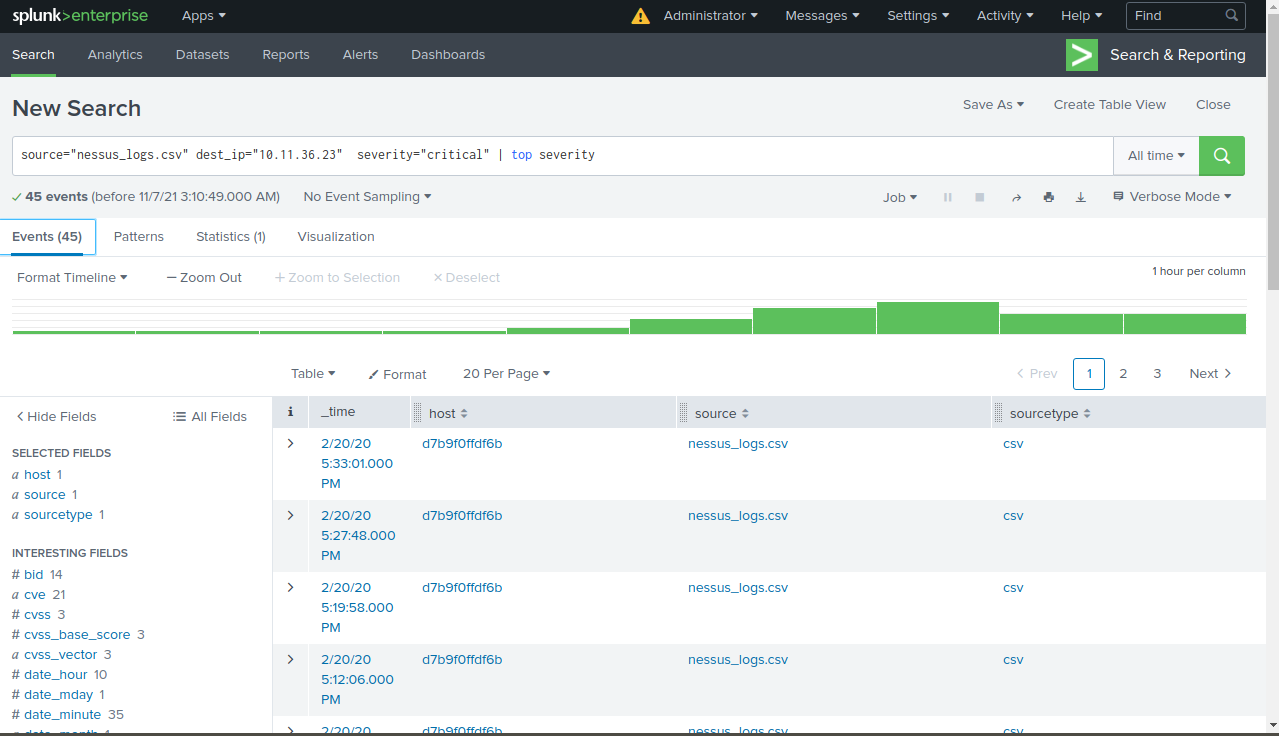 splunk>enterprise Apps Administrator Messages Settings Activity Help Find
Search Analytics Datasets Reports Alerts Dashboards Search & Reporting
New Search Save As Create Table View Close
source="nessus_logs.csv" dest_ip="10.11.36.23"  severity="critical" | top severity All time
45 events (before 11/7/21 3:10:49.000 AM) No Event Sampling Job Verbose Mode
Events (45) Patterns Statistics (1) Visualization
Format Timeline — Zoom Out + Zoom to Selection × Deselect 1 hour per column
Table Format 20 Per Page < Prev 1 2 3 Next >
< Hide Fields All Fields i _time host source sourcetype
SELECTED FIELDS
a host 1
a source 1
a sourcetype 1
INTERESTING FIELDS
# bid 14
a cve 21
# cvss 3
# cvss_base_score 3
a cvss_vector 3
# date_hour 10
# date_mday 1
# date_minute 35
a date_month 1
> 2/20/20 d7b9f0ffdf6b nessus_logs.csv csv
5:33:01.000
PM
> 2/20/20 d7b9f0ffdf6b nessus_logs.csv csv
5:27:48.000
PM
> 2/20/20 d7b9f0ffdf6b nessus_logs.csv csv
5:19:58.000
PM
> 2/20/20 d7b9f0ffdf6b nessus_logs.csv csv
5:12:06.000
PM
> 2/20/20 d7b9f0ffdf6b nessus_logs.csv csv